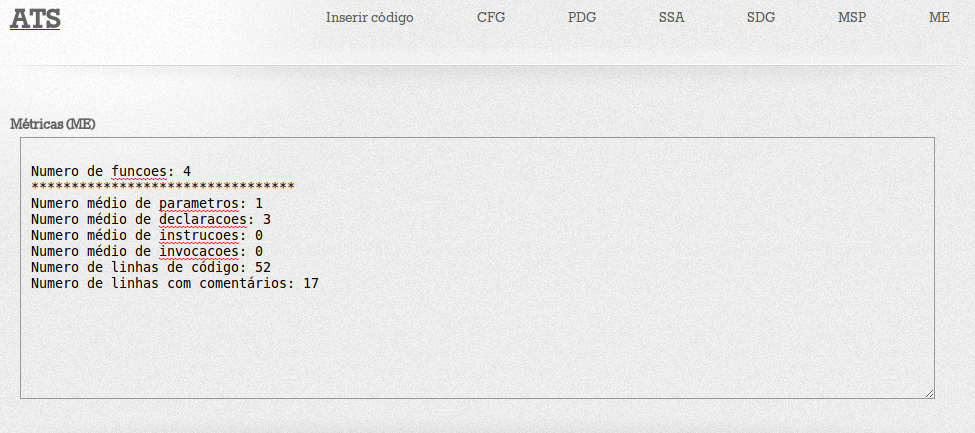 ATS
Inserir código CFG PDG SSA SDG MSP ME
Métricas (ME)
Numero de funcoes: 4
*********************************
Numero médio de parametros: 1
Numero médio de declaracoes: 3
Numero médio de instrucoes: 0
Numero médio de invocacoes: 0
Numero de linhas de código: 52
Numero de linhas com comentários: 17